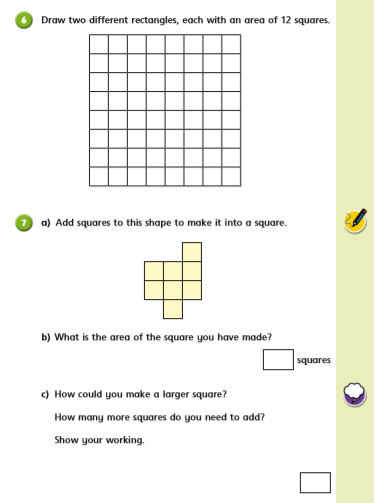 6 Draw two different rectangles, each with an area of 12 squares.
7 a) Add squares to this shape to make it into a square.
b) What is the area of the square you have made?
squares
c) How could you make a larger square?
How many more squares do you need to add?
Show your working.